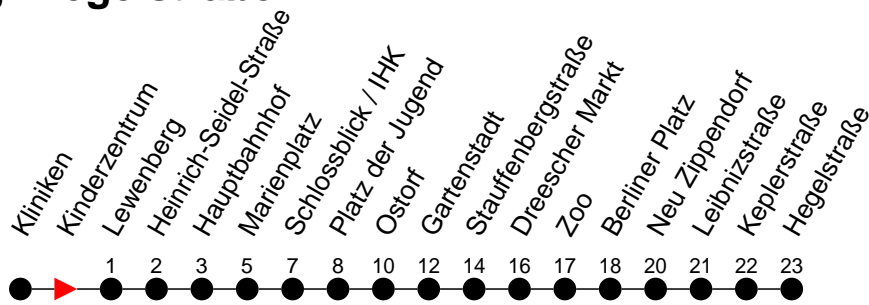 Kliniken
Kinderzentrum
Lewenberg
Heinrich-Seidel-Straße
Hauptbahnhof
Marienplatz
Schlossblick / IHK
Platz der Jugend
Ostorf
Gartenstadt
Stauffenbergstraße
Dreescher Markt
Zoo
Berliner Platz
Neu Zippendorf
Leibnizstraße
Keplerstraße
Hegelstraße
1 2 3 5 7 8 10 12 14 16 17 18 20 21 22 23